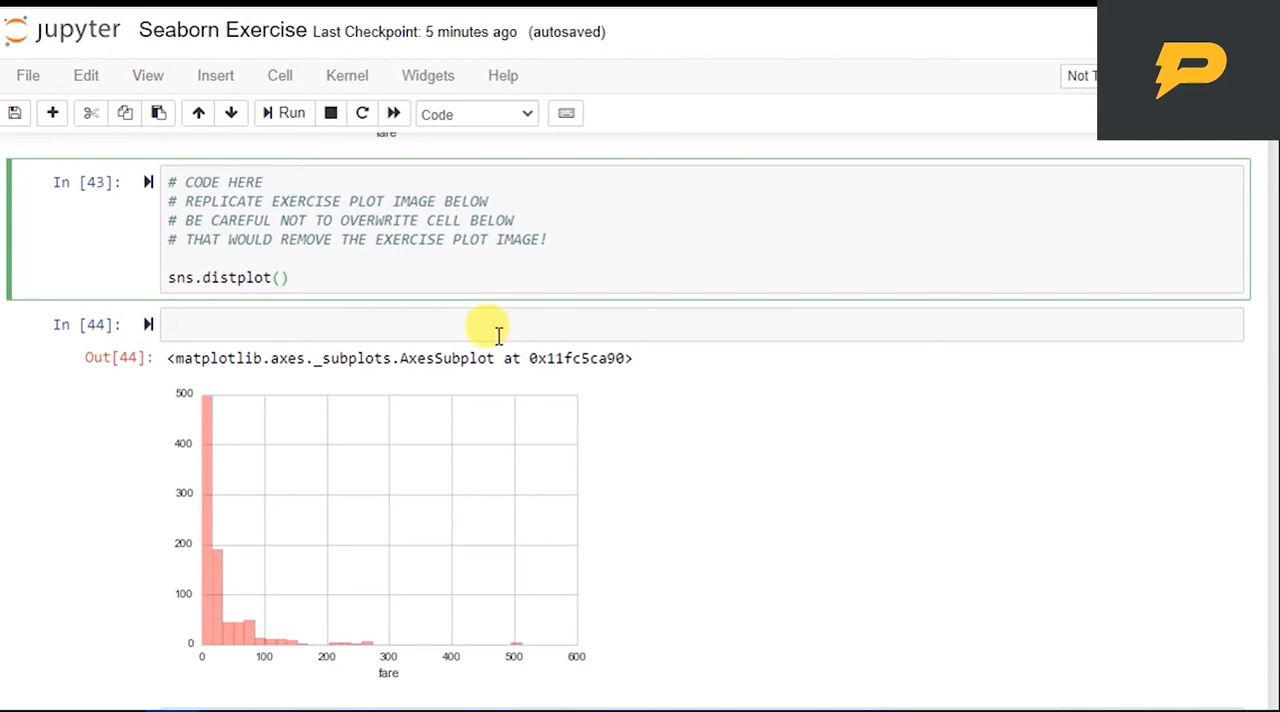 jupyter Seaborn Exercise Last Checkpoint: 5 minutes ago (autosaved)
File Edit View Insert Cell Kernel Widgets Help Not T
Run Code
fare
In [43]: # CODE HERE
# REPLICATE EXERCISE PLOT IMAGE BELOW
# BE CAREFUL NOT TO OVERWRITE CELL BELOW
# THAT WOULD REMOVE THE EXERCISE PLOT IMAGE!
sns.distplot()
In [44]:
Out[44]: <matplotlib.axes._subplots.AxesSubplot at 0x11fc5ca90>
500
400
300
200
100
0
0 100 200 300 400 500 600
fare